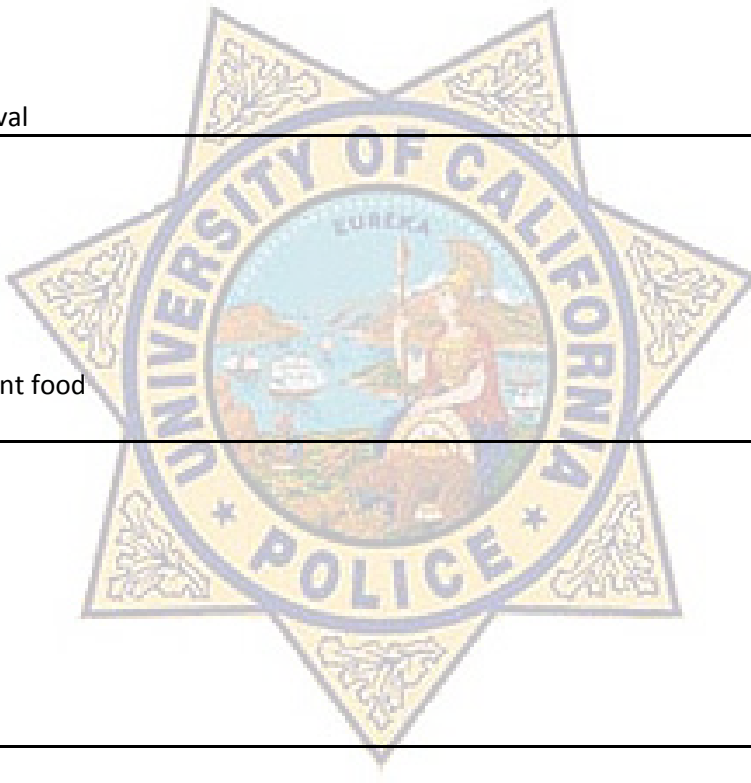 val
UNIVERSITY OF CALIFORNIA
EUREKA
nt food
★ POLICE ★